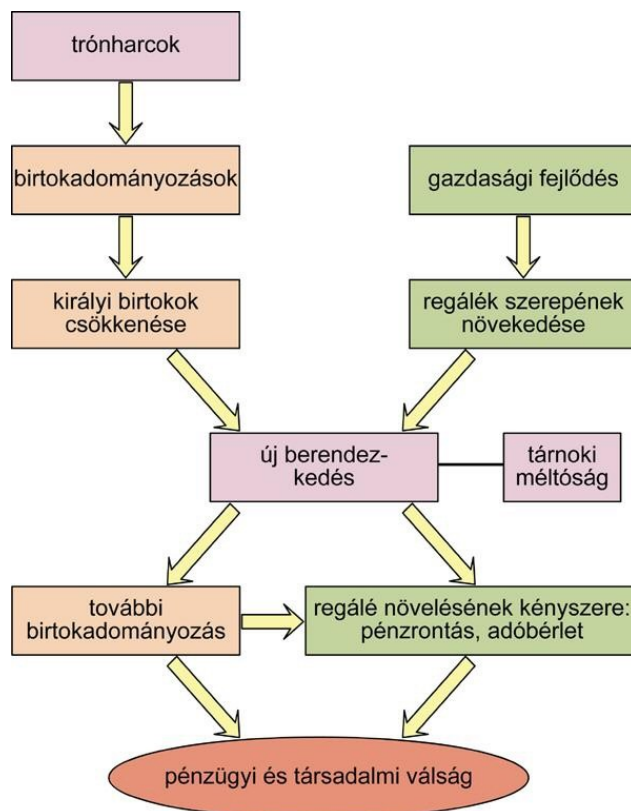 trónharcok
birtokadományozások
gazdasági fejlődés
királyi birtokok
csökkenése
regálék szerepének
növekedése
új berendez-
kedés
tárnoki
méltóság
további
birtokadományozás
regálé növelésének kényszere:
pénzrontás, adóbérlet
pénzügyi és társadalmi válság